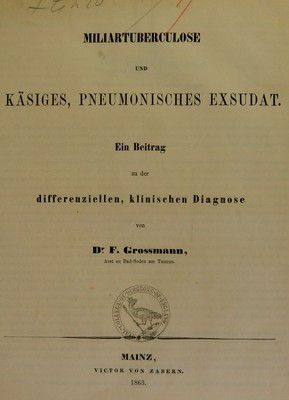 MILIARTUBERCULOSE
UND
KÄSIGES, PNEUMONISCHES EXSUDAT.
Ein Beitrag
zu der
differenziellen, klinischen Diagnose
von
Dr F. Grossmann,
Arzt zu Bad-Soden am Taunus.
MAINZ,
VICTOR VON ZABERN.
1863.